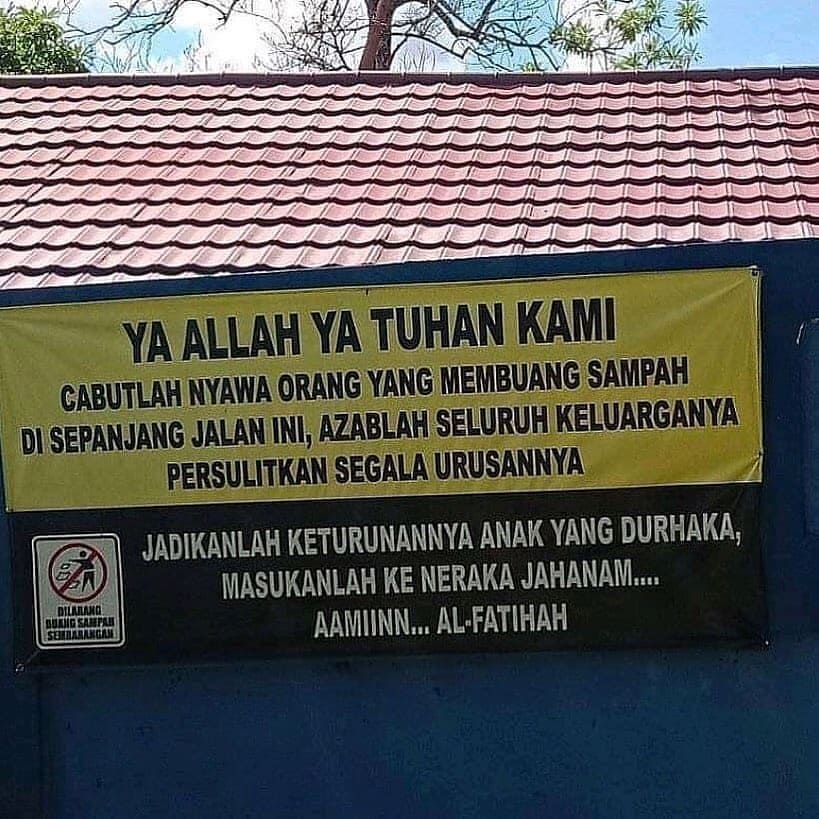 YA ALLAH YA TUHAN KAMI
CABUTLAH NYAWA ORANG YANG MEMBUANG SAMPAH
DI SEPANJANG JALAN INI, AZABLAH SELURUH KELUARGANYA
PERSULITKAN SEGALA URUSANNYA
JADIKANLAH KETURUNANNYA ANAK YANG DURHAKA,
MASUKANLAH KE NERAKA JAHANAM....
AAMIINN... AL-FATIHAH
DILARANG
BUANG SAMPAH
SEMBARANGAN